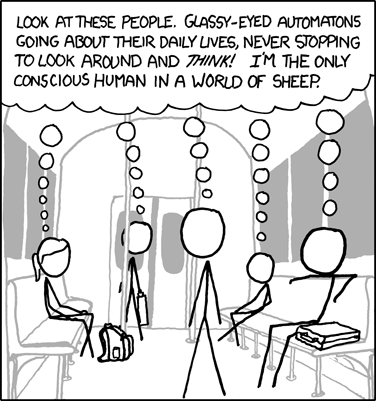 LOOK AT THESE PEOPLE. GLASSY-EYED AUTOMATONS
GOING ABOUT THEIR DAILY LIVES, NEVER STOPPING
TO LOOK AROUND AND THINK! I'M THE ONLY
CONSCIOUS HUMAN IN A WORLD OF SHEEP.